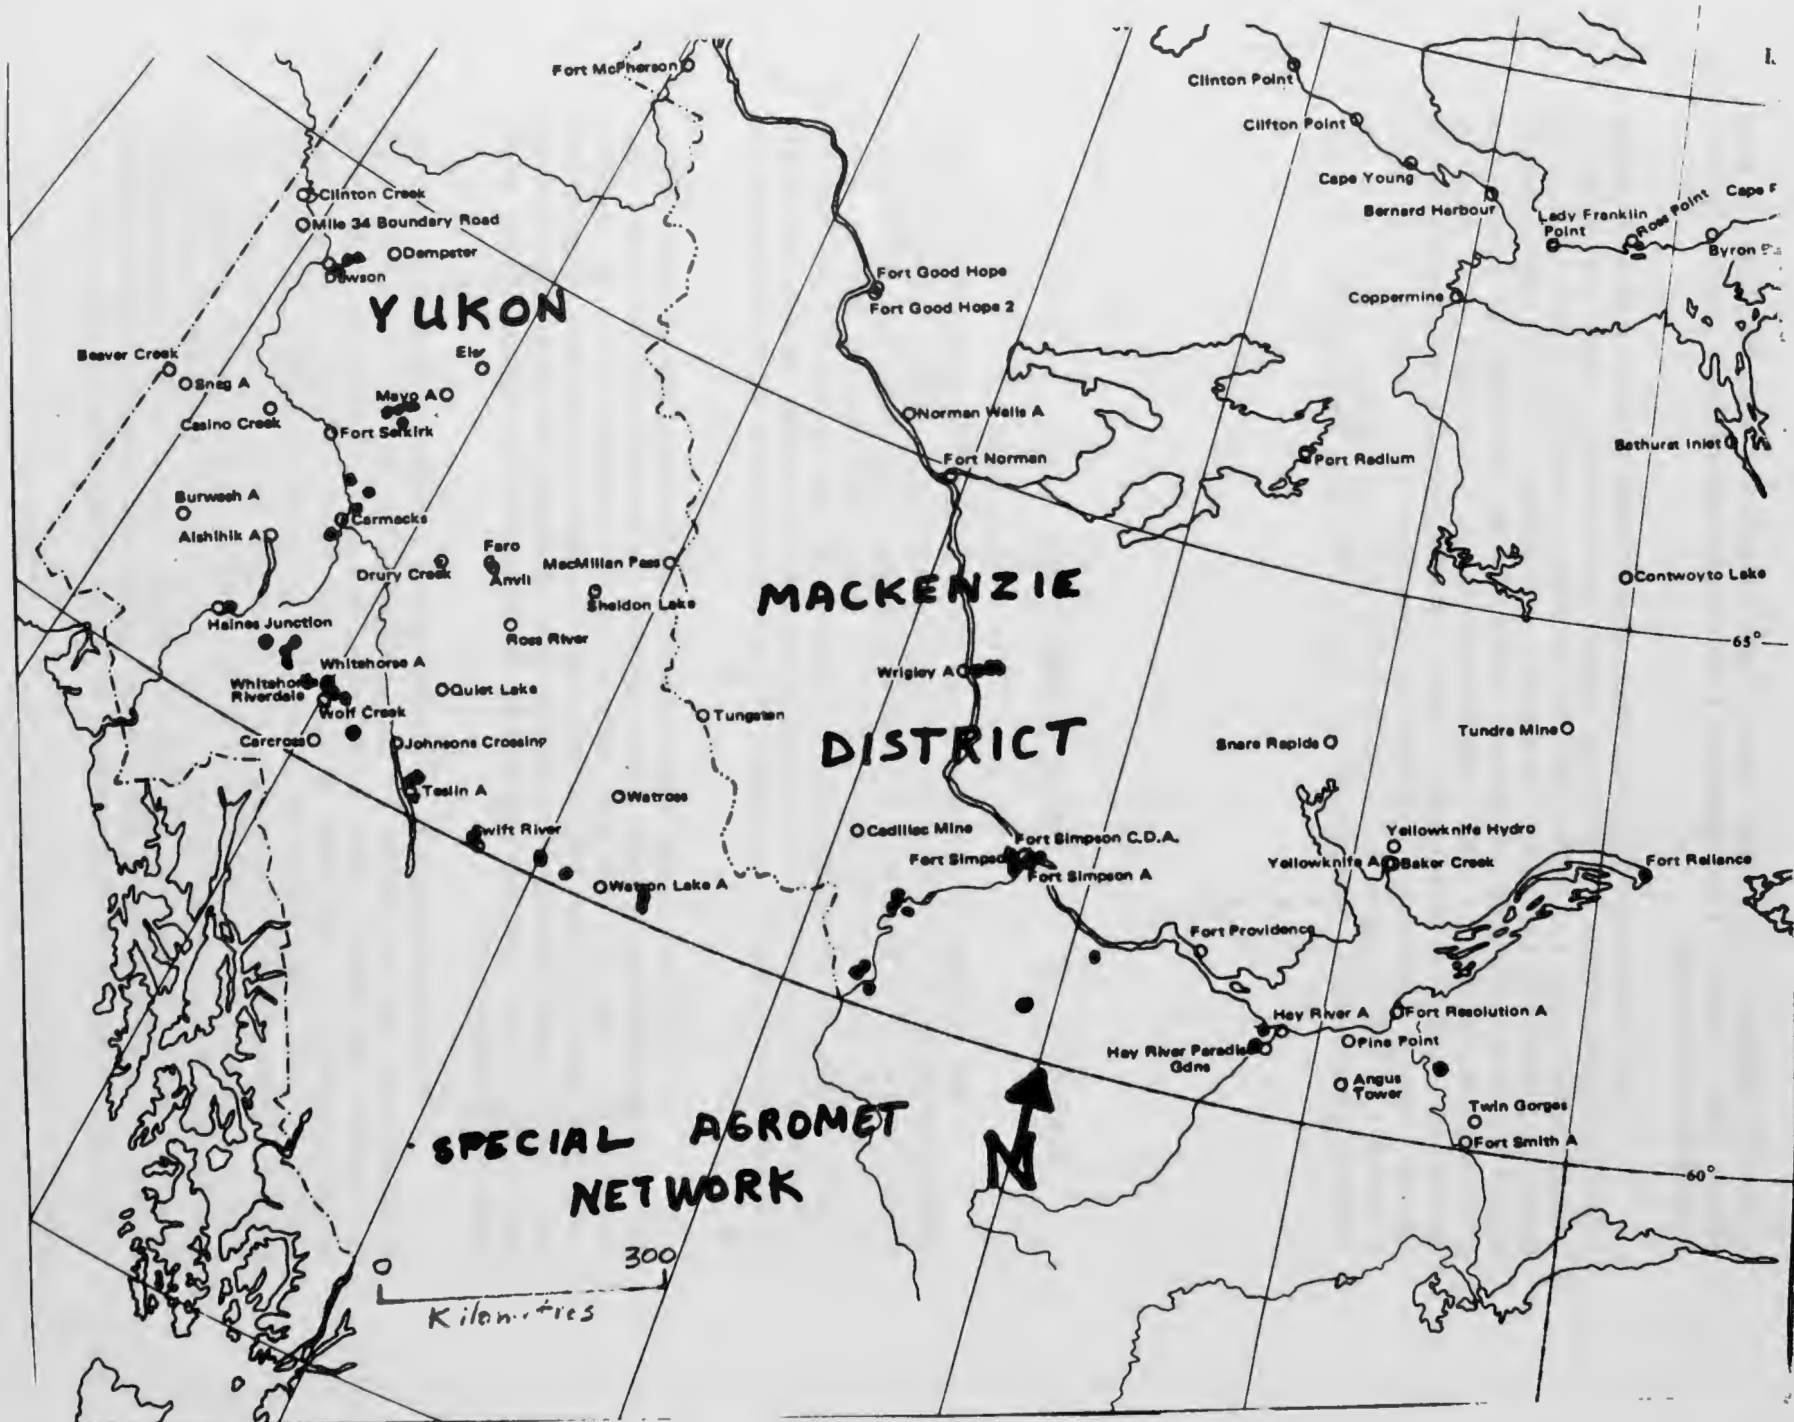 Fort McPherson
Clinton Point
Clifton Point
Cape Young
Bernard Harbour
Lady Franklin
Point
Ross Point
Cape
Byron
Clinton Creek
Mile 34 Boundary Road
Dempster
Dawson
YUKON
Fort Good Hope
Fort Good Hope 2
Coppermine
Beaver Creek
Snag A
Elsa
Mayo A
Casino Creek
Fort Selkirk
Norman Wells A
Fort Norman
Port Radium
Bathurst Inlet
Burwash A
Aishihik A
Carmacks
Drury Creek
Faro
Anvil
MacMillan Pass
Sheldon Lake
Ross River
MACKENZIE
Contwoyto Lake
65°
Haines Junction
Whitehorse A
Whitehorse
Riverdale
Wolf Creek
Quiet Lake
Wrigley A
Tungsten
DISTRICT
Snare Rapids
Tundra Mine
Carcross
Johnsons Crossing
Teslin A
Watross
Swift River
Cadillac Mine
Fort Simpson C.D.A.
Fort Simpson
Fort Simpson A
Yellowknife Hydro
Yellowknife A
Baker Creek
Fort Reliance
Watson Lake A
Fort Providence
Hay River A
Fort Resolution A
Hay River Paradise
Gdns
Pine Point
Angus
Tower
Twin Gorges
Fort Smith A
60°
SPECIAL AGROMET
NETWORK
N
0 300
Kilometres